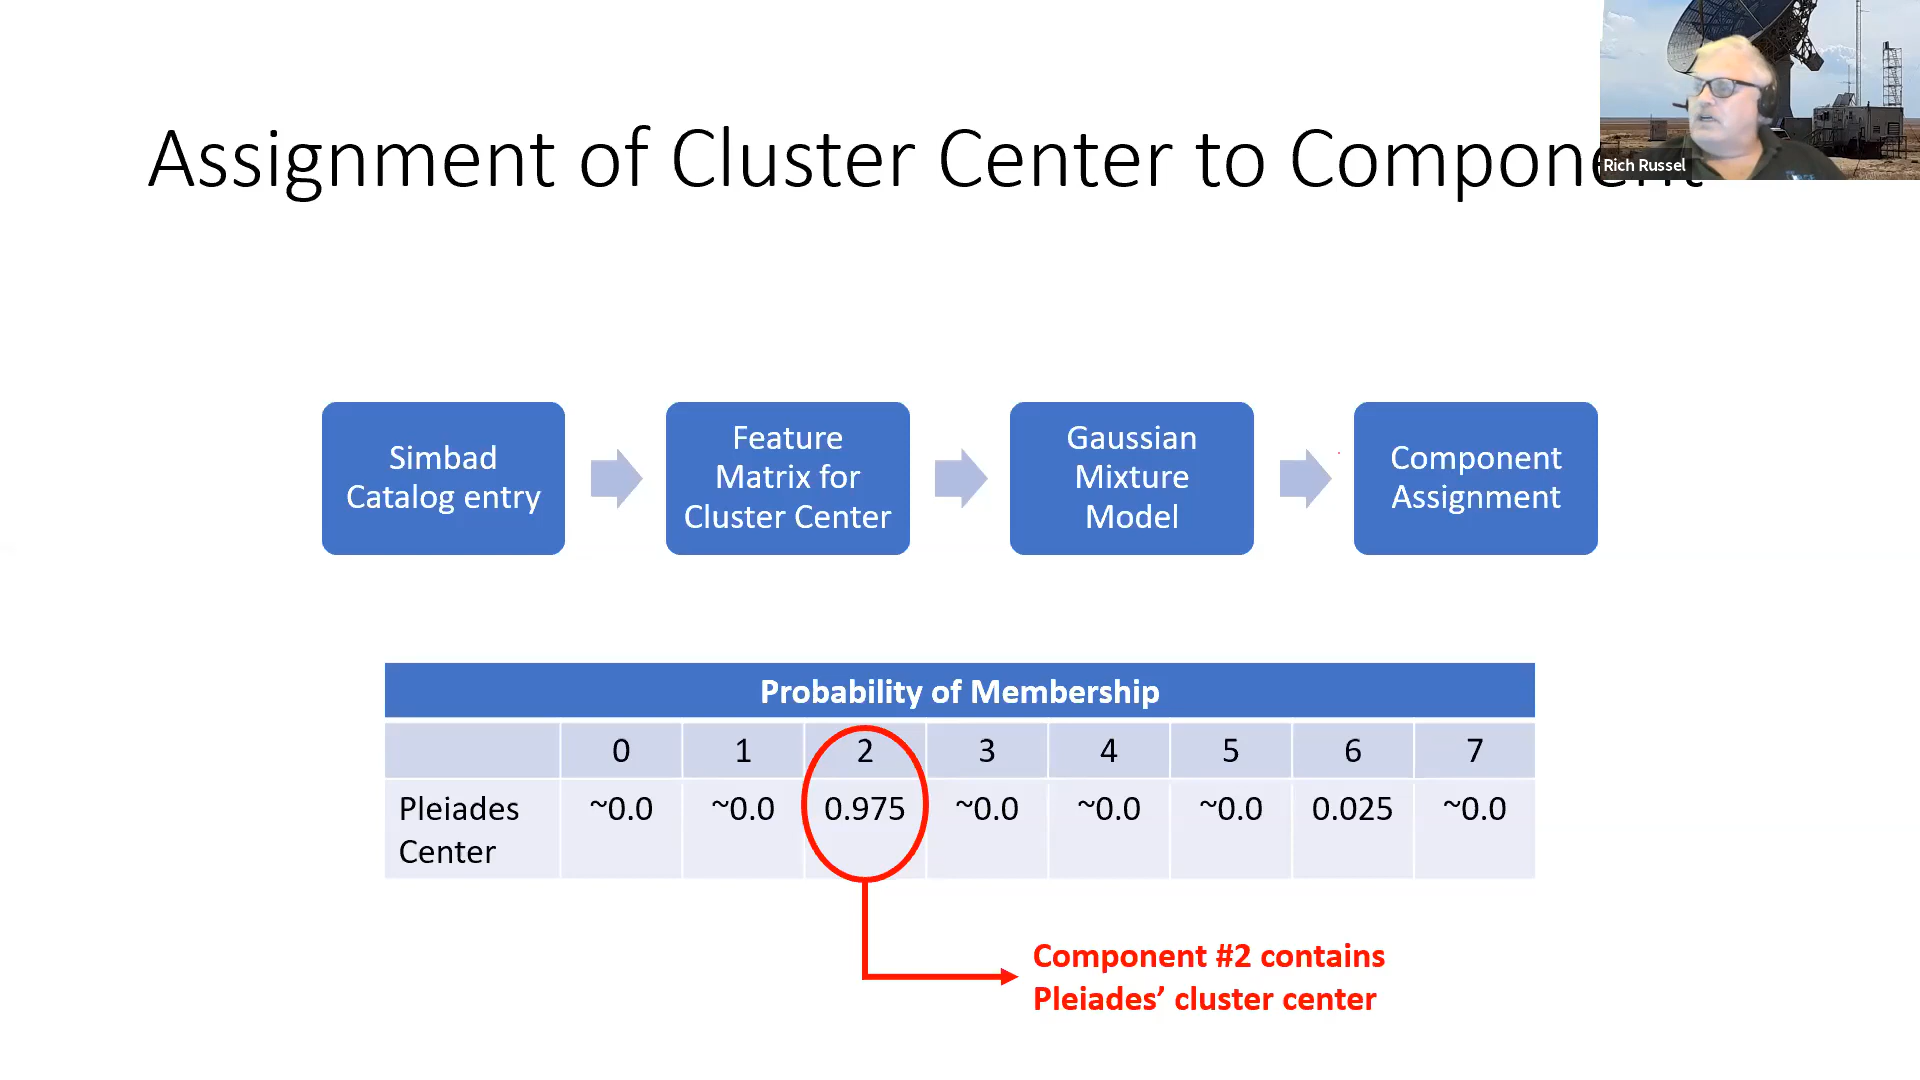 Assignment of Cluster Center to Component
Rich Russel
Simbad
Catalog entry
Feature
Matrix for
Cluster Center
Gaussian
Mixture
Model
Component
Assignment
Probability of Membership
0 1 2 3 4 5 6 7
Pleiades
Center
~0.0 ~0.0 0.975 ~0.0 ~0.0 ~0.0 0.025 ~0.0
Component #2 contains
Pleiades’ cluster center